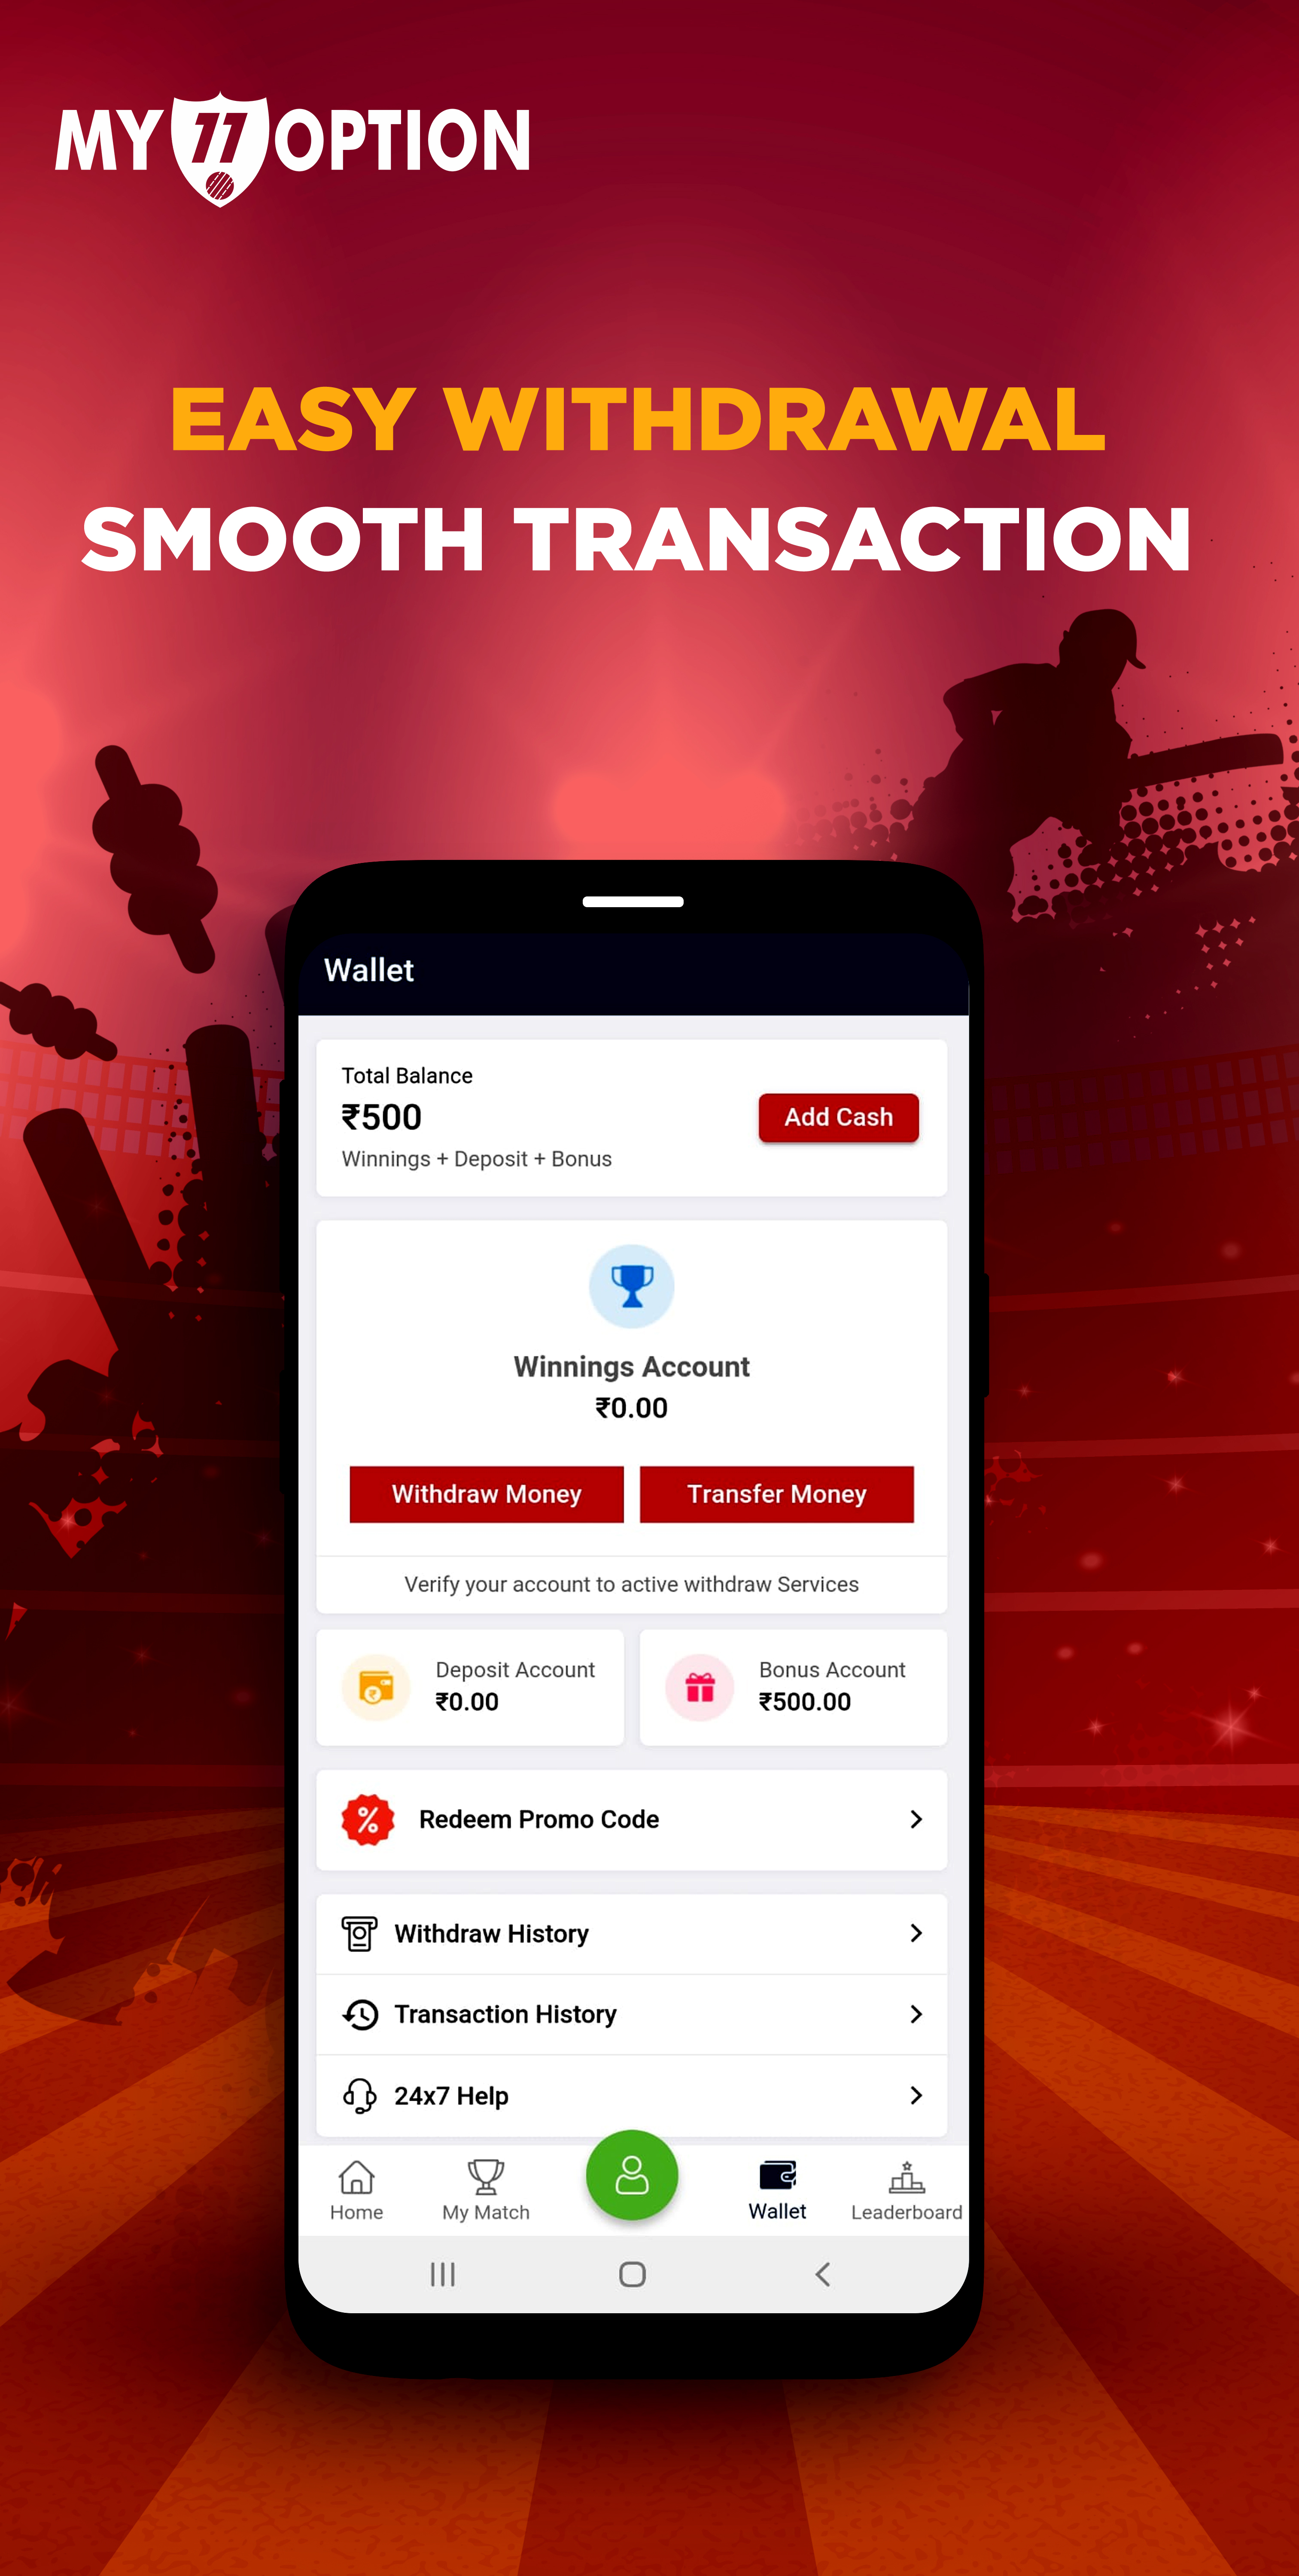 MY 11 OPTION
EASY WITHDRAWAL
SMOOTH TRANSACTION
Wallet
Total Balance
₹500
Winnings + Deposit + Bonus
Add Cash
Winnings Account
₹0.00
Withdraw Money
Transfer Money
Verify your account to active withdraw Services
Deposit Account
₹0.00
Bonus Account
₹500.00
Redeem Promo Code
Withdraw History
Transaction History
24x7 Help
Home
My Match
Wallet
Leaderboard